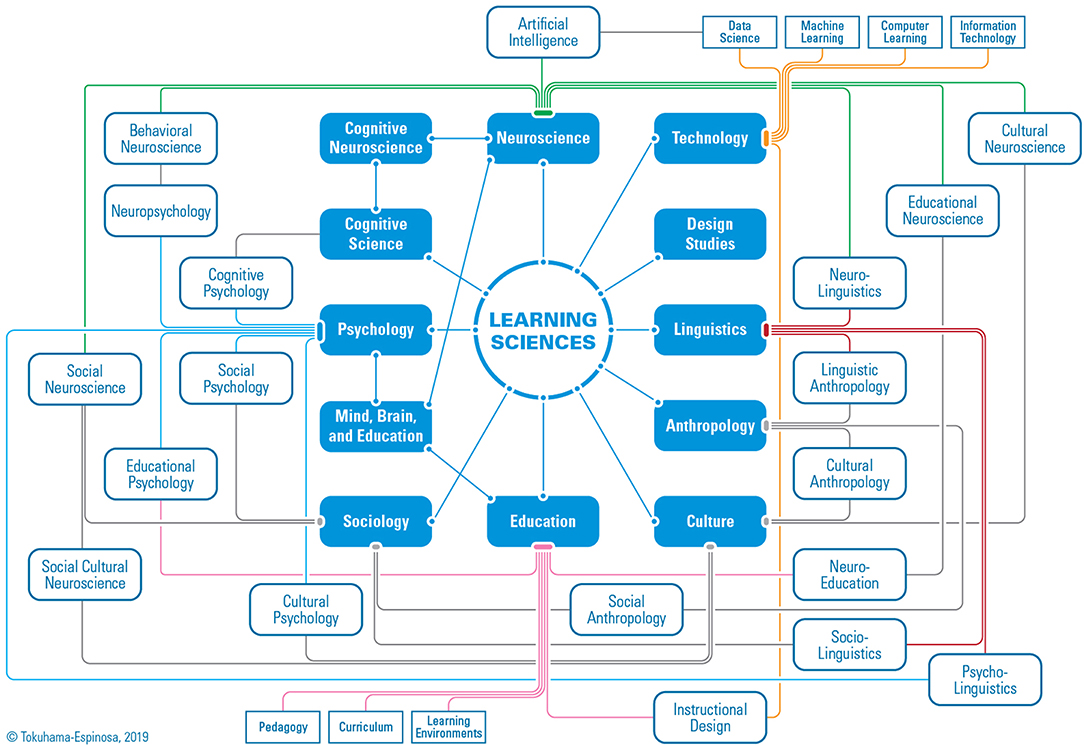 Artificial
Intelligence
Data
Science
Machine
Learning
Computer
Learning
Information
Technology
Behavioral
Neuroscience
Cognitive
Neuroscience
Neuroscience
Technology
Cultural
Neuroscience
Neuropsychology
Cognitive
Science
Design
Studies
Educational
Neuroscience
Cognitive
Psychology
Neuro-
Linguistics
Psychology
LEARNING
SCIENCES
Linguistics
Social
Neuroscience
Social
Psychology
Linguistic
Anthropology
Mind, Brain,
and Education
Anthropology
Educational
Psychology
Cultural
Anthropology
Sociology
Education
Culture
Social Cultural
Neuroscience
Neuro-
Education
Cultural
Psychology
Social
Anthropology
Socio-
Linguistics
Psycho-
Linguistics
Pedagogy
Curriculum
Learning
Environments
Instructional
Design
© Tokuhama-Espinosa, 2019